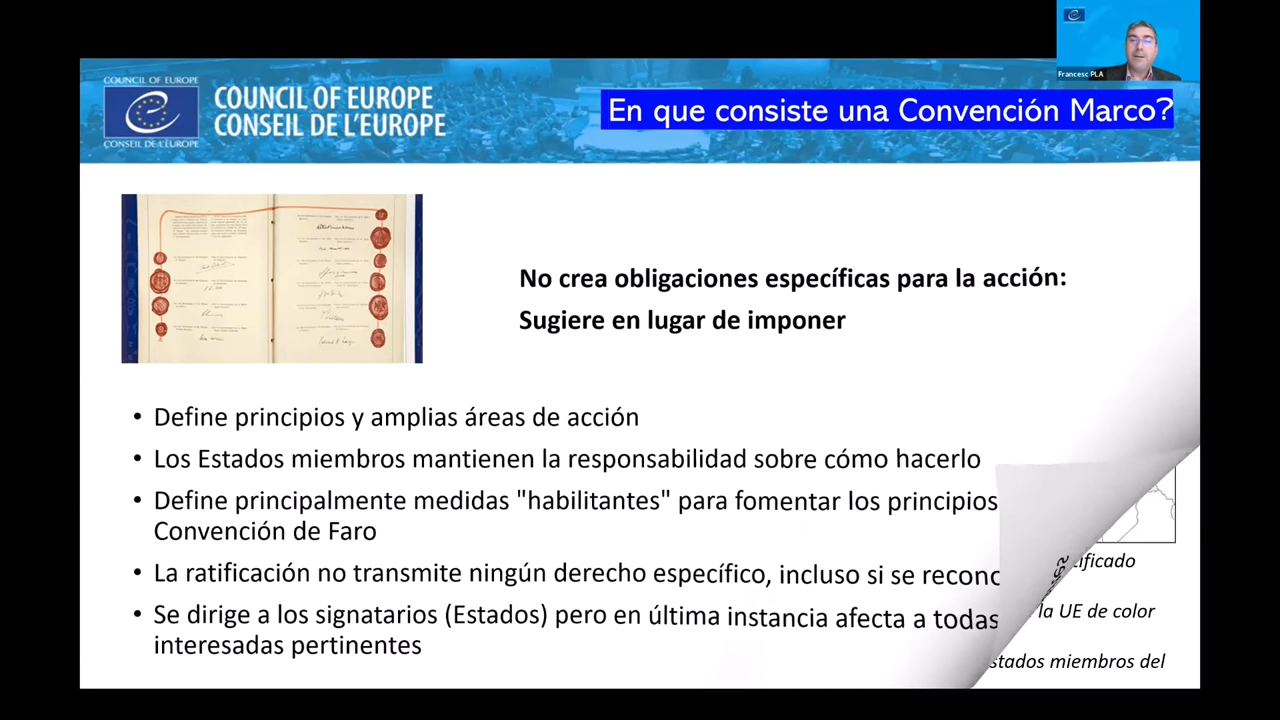 Francesc PLA
COUNCIL OF EUROPE
COUNCIL OF EUROPE
CONSEIL DE L'EUROPE
CONSEIL DE L'EUROPE
En que consiste una Convención Marco?
No crea obligaciones específicas para la acción:
Sugiere en lugar de imponer
• Define principios y amplias áreas de acción
• Los Estados miembros mantienen la responsabilidad sobre cómo hacerlo
• Define principalmente medidas "habilitantes" para fomentar los principios
Convención de Faro
• La ratificación no transmite ningún derecho específico, incluso si se recono
• Se dirige a los signatarios (Estados) pero en última instancia afecta a todas
interesadas pertinentes
tificado
la UE de color
stados miembros del